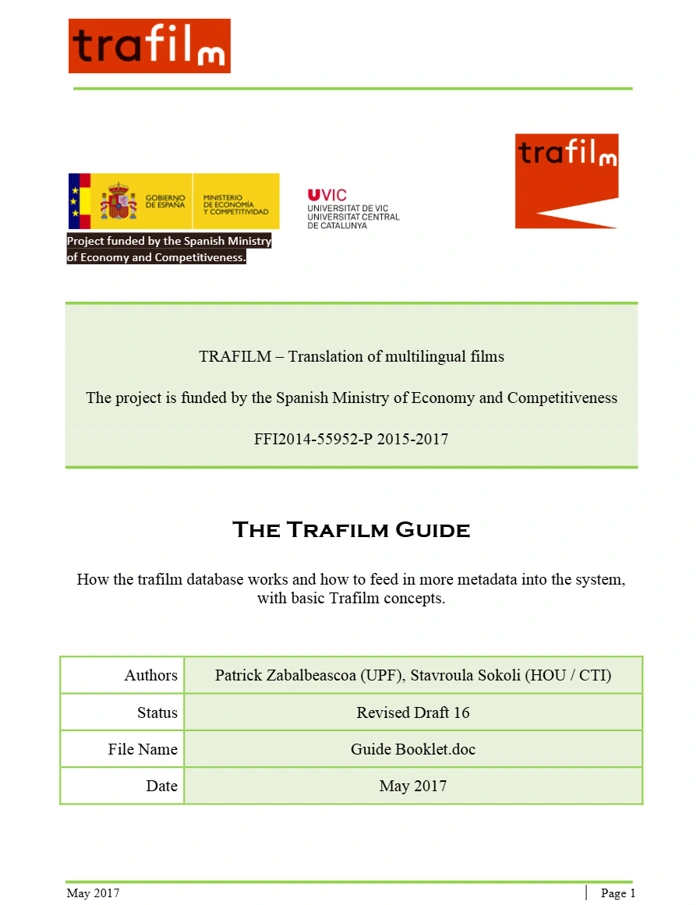 trafilm
trafilm
GOBIERNO
DE ESPAÑA
MINISTERIO
DE ECONOMÍA
Y COMPETITIVIDAD
UVIC
UNIVERSITAT DE VIC
UNIVERSITAT CENTRAL
DE CATALUNYA
Project funded by the Spanish Ministry
of Economy and Competitiveness.
TRAFILM – Translation of multilingual films
The project is funded by the Spanish Ministry of Economy and Competitiveness
FFI2014-55952-P 2015-2017
THE TRAFILM GUIDE
How the trafilm database works and how to feed in more metadata into the system,
with basic Trafilm concepts.
Authors Patrick Zabalbeascoa (UPF), Stavroula Sokoli (HOU / CTI)
Status Revised Draft 16
File Name Guide Booklet.doc
Date May 2017
May 2017 | Page 1